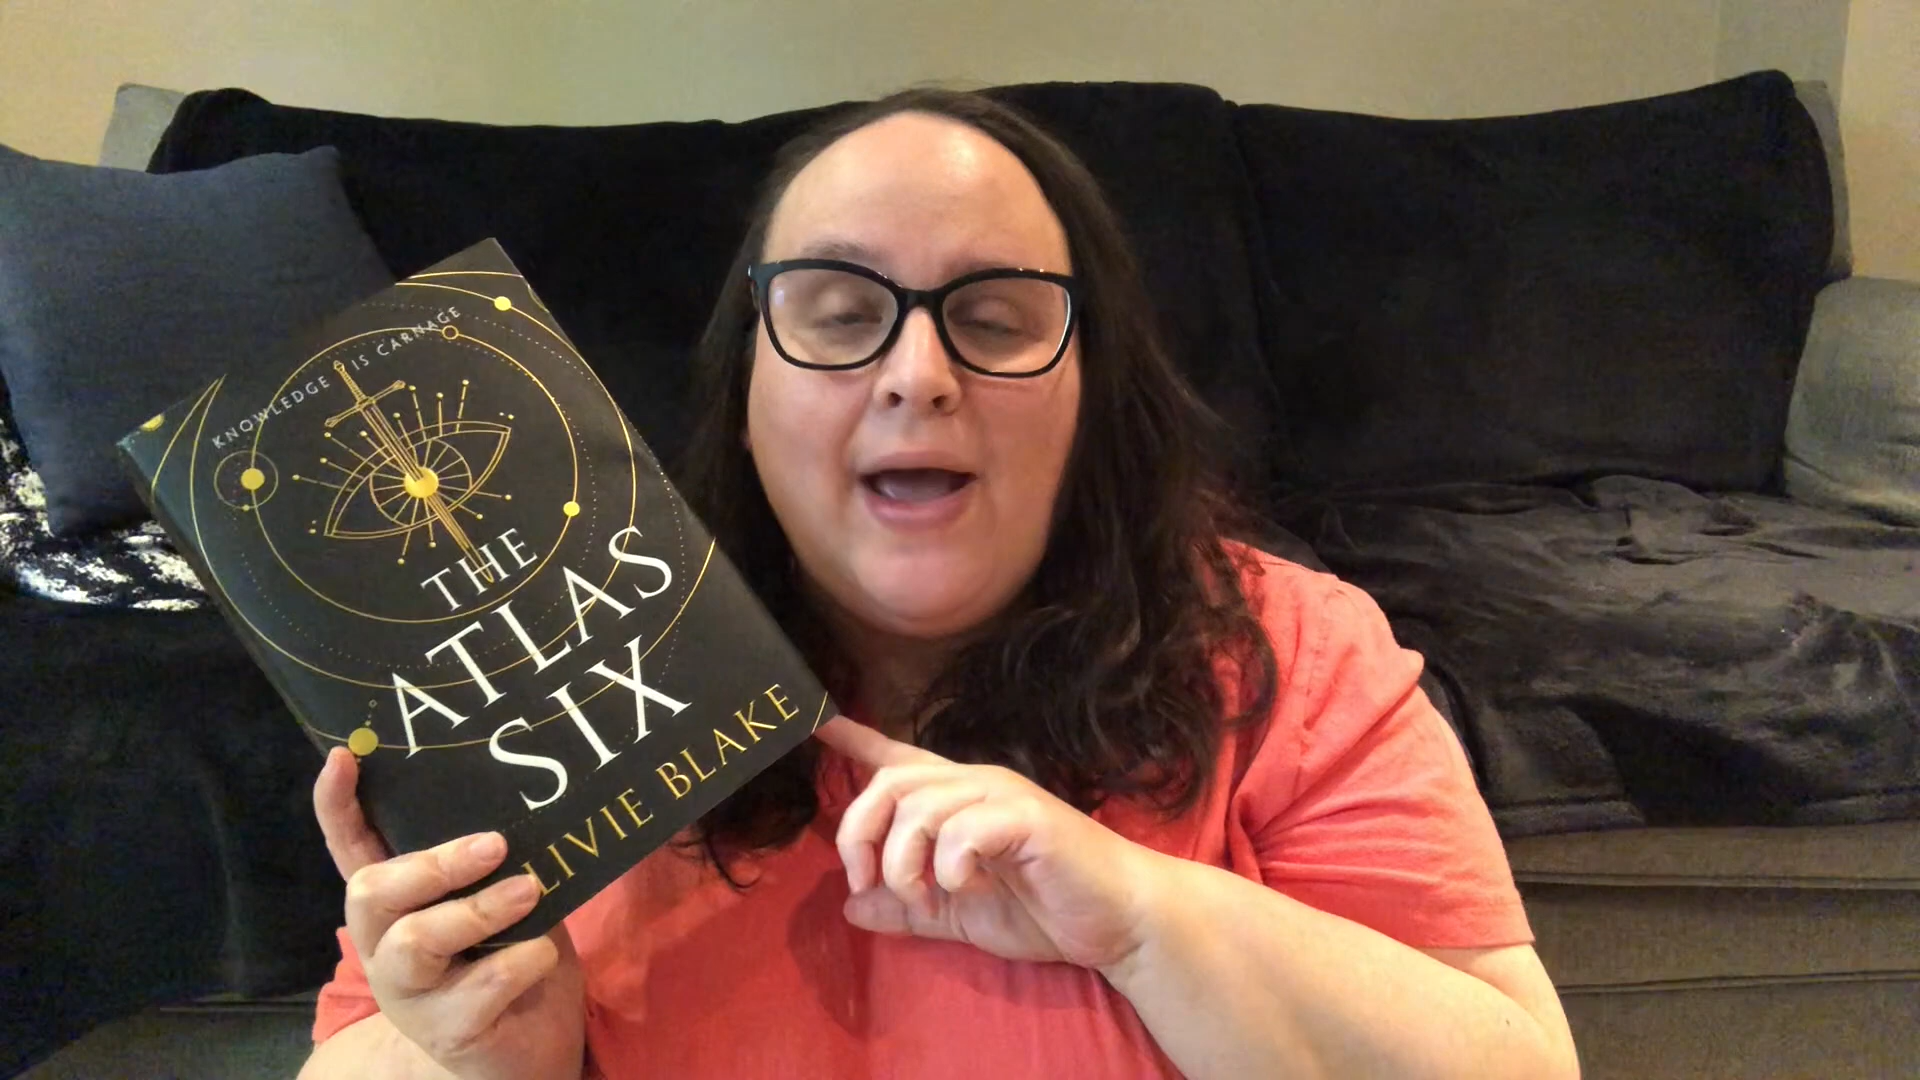 KNOWLEDGE IS CARNAGE
THE
ATLAS
SIX
LIVIE BLAKE